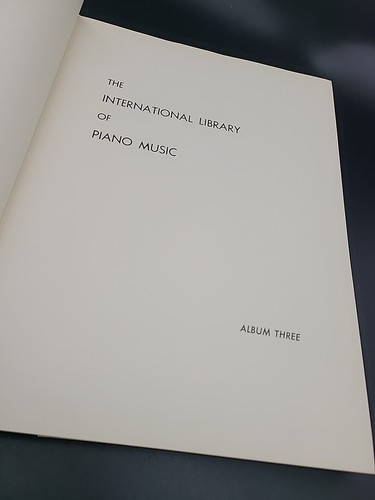 THE
INTERNATIONAL LIBRARY
OF
PIANO MUSIC
ALBUM THREE